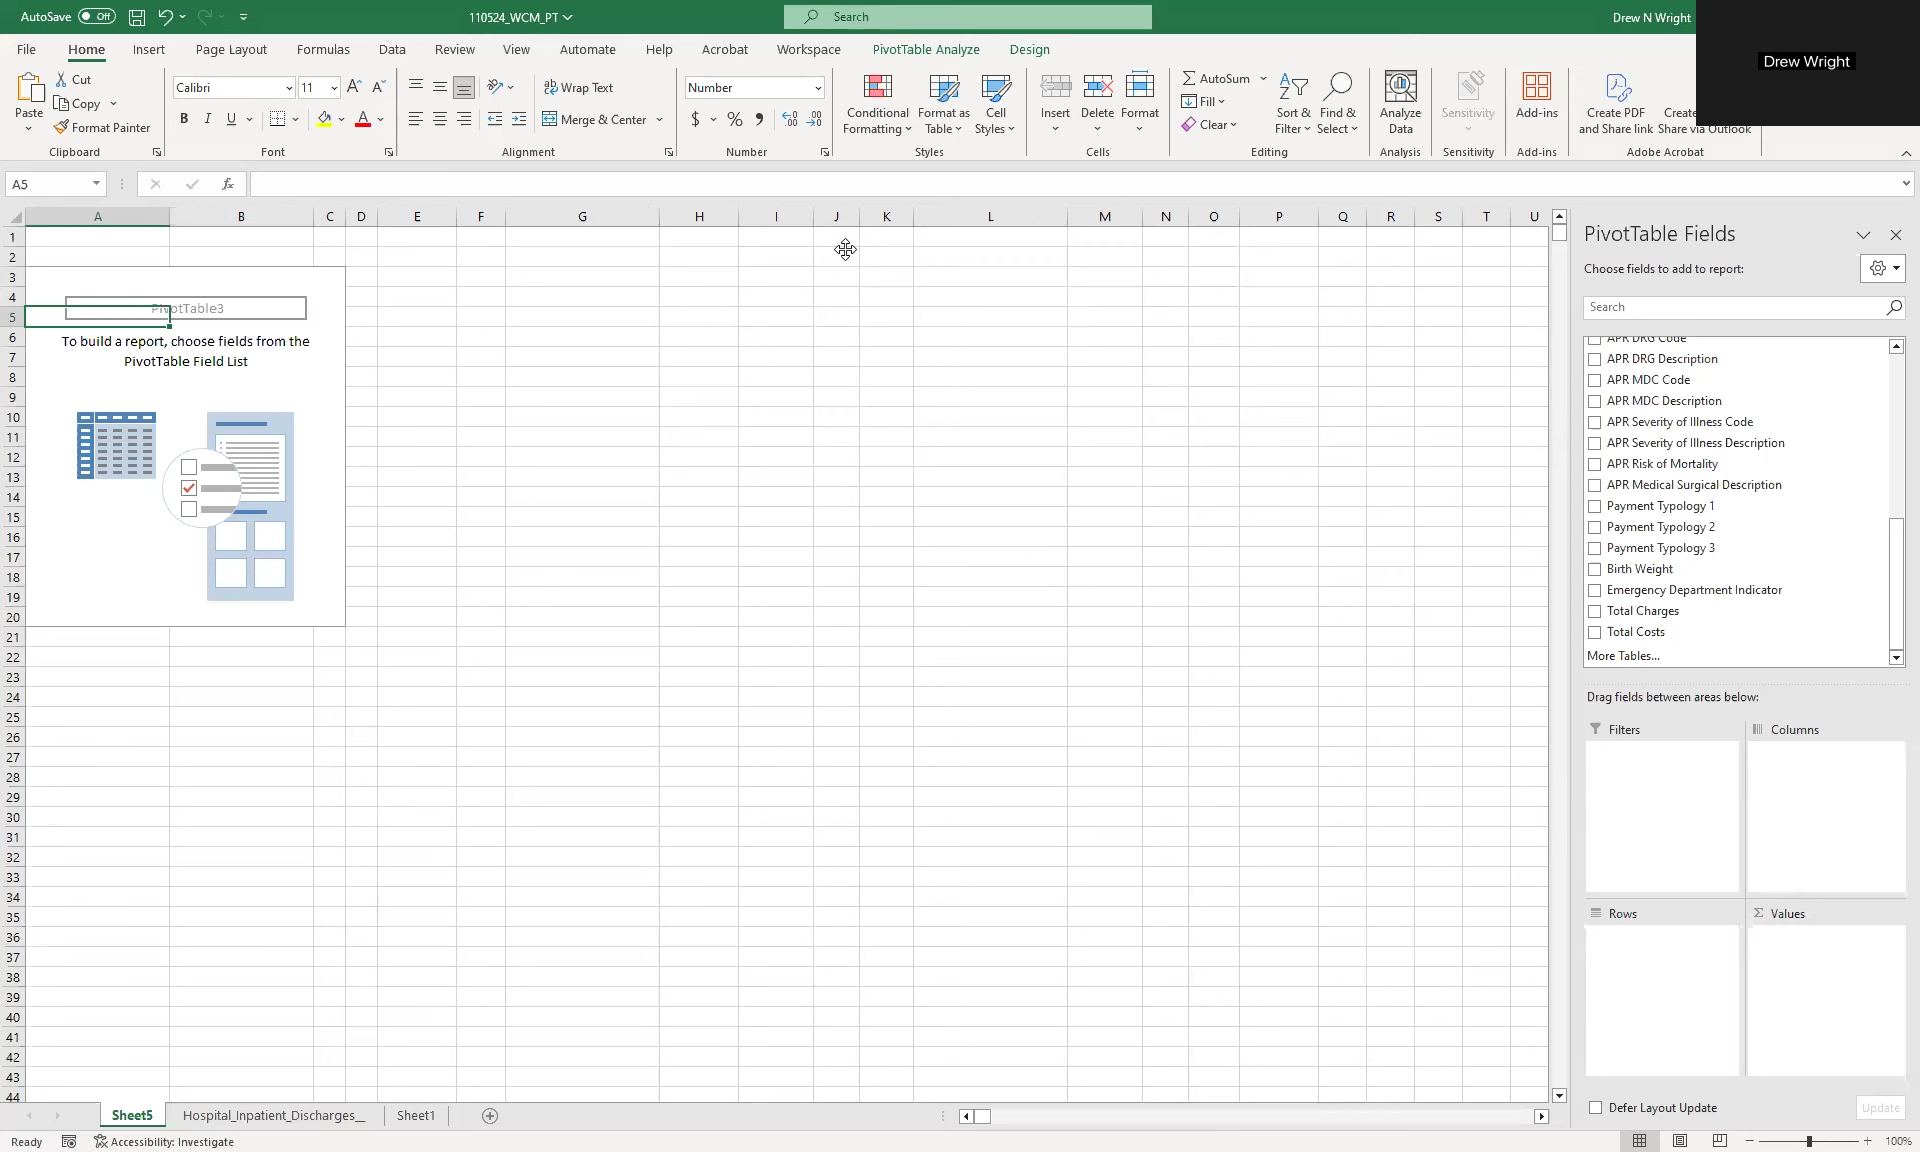 AutoSave Off 110524_WCM_PT Search Drew N Wright
Drew Wright
File Home Insert Page Layout Formulas Data Review View Automate Help Acrobat Workspace PivotTable Analyze Design
Paste Cut
Copy
Format Painter
Clipboard
Calibri 11 A A
B I U A
Font
Wrap Text
Merge & Center
Alignment
Number
$ % 9
Number
Conditional Formatting
Format as Table
Cell Styles
Styles
Insert Delete Format
Cells
AutoSum
Fill
Clear
Sort & Filter
Find & Select
Editing
Analyze Data
Analysis
Sensitivity
Sensitivity
Add-ins
Add-ins
Create PDF and Share link
Create
Share via Outlook
Adobe Acrobat
A5 fx
A B C D E F G H I J K L M N O P Q R S T U
1
2
3
4
5
6
7
8
9
10
11
12
13
14
15
16
17
18
19
20
21
22
23
24
25
26
27
28
29
30
31
32
33
34
35
36
37
38
39
40
41
42
43
44
PivotTable3
To build a report, choose fields from the
PivotTable Field List
PivotTable Fields
Choose fields to add to report:
Search
APR DRG Code
APR DRG Description
APR MDC Code
APR MDC Description
APR Severity of Illness Code
APR Severity of Illness Description
APR Risk of Mortality
APR Medical Surgical Description
Payment Typology 1
Payment Typology 2
Payment Typology 3
Birth Weight
Emergency Department Indicator
Total Charges
Total Costs
More Tables...
Drag fields between areas below:
Filters Columns
Rows Σ Values
Defer Layout Update Update
Sheet5 Hospital_Inpatient_Discharges__ Sheet1
Ready Accessibility: Investigate 100%